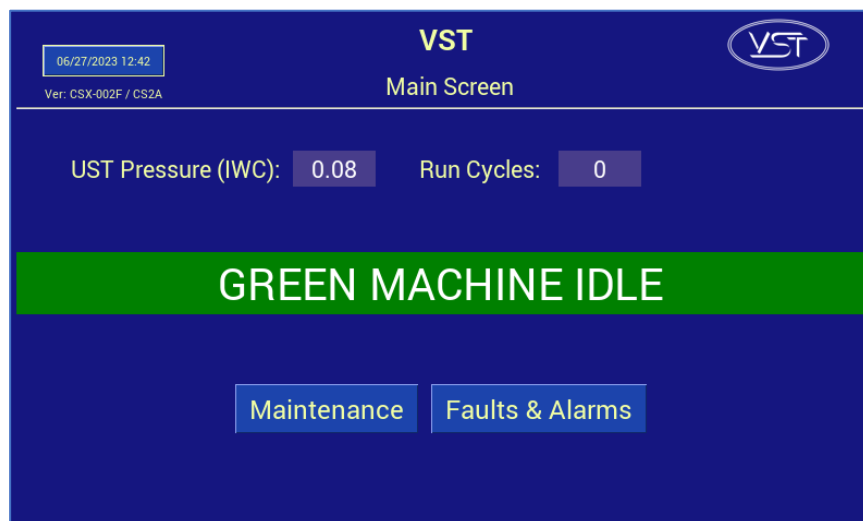 VST
VST
06/27/2023 12:42
Main Screen
Ver: CSX-002F / CS2A
UST Pressure (IWC): 0.08 Run Cycles: 0
GREEN MACHINE IDLE
Maintenance Faults & Alarms